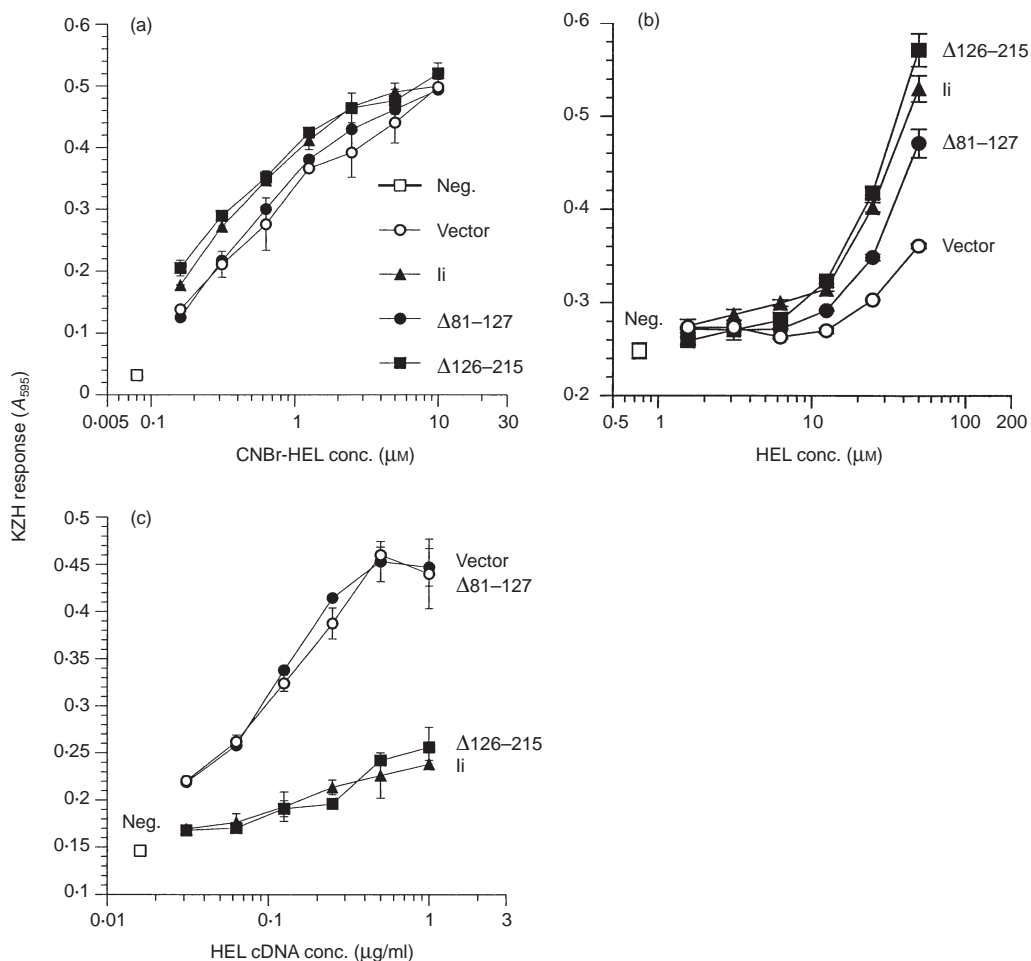 (a)
0·6
0·5
0·4
0·3
0·2
0·1
0
0·005
0·1
1
10
30
CNBr-HEL conc. (μM)
Neg.
Vector
Ii
Δ81–127
Δ126–215
(b)
0·6
0·5
0·4
0·3
0·2
0·5
1
10
100
200
HEL conc. (μM)
Neg.
Δ126–215
Ii
Δ81–127
Vector
KZH response (A595)
(c)
0·5
0·45
0·4
0·35
0·3
0·25
0·2
0·15
0·1
0·01
0·1
1
3
HEL cDNA conc. (μg/ml)
Neg.
Vector
Δ81–127
Δ126–215
Ii